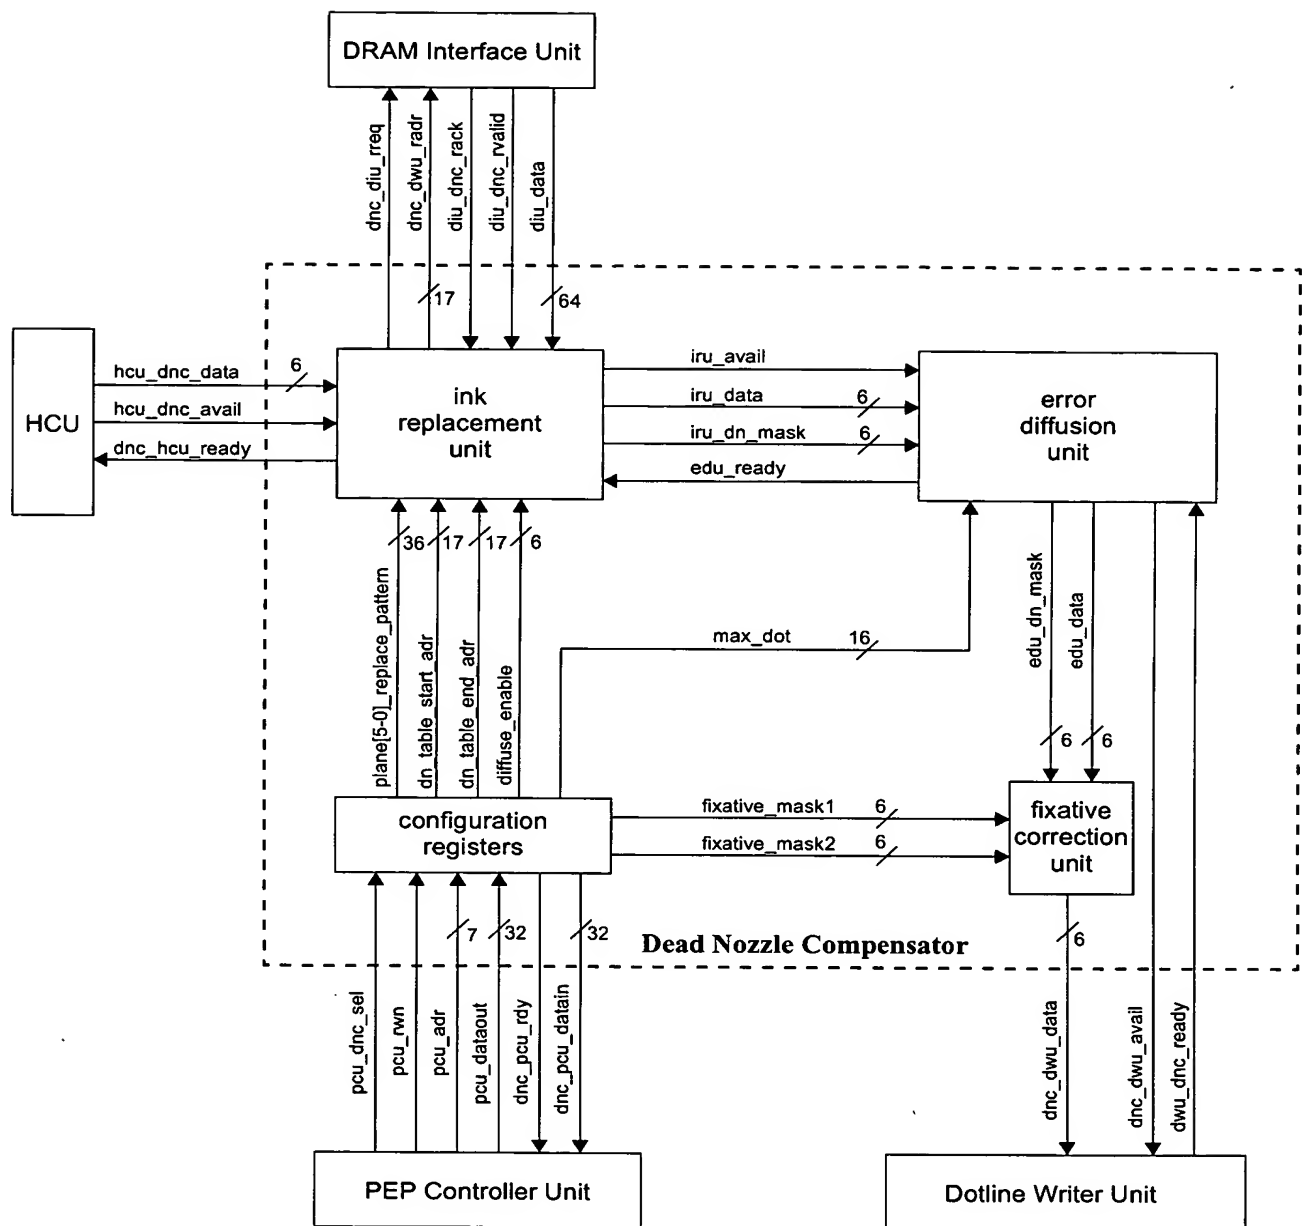 DRAM Interface Unit
dnc_diu_rreq
dnc_dwu_radr
diu_dnc_rack
diu_dnc_rvalid
diu_data
17
64
HCU
hcu_dnc_data
6
hcu_dnc_avail
dnc_hcu_ready
ink
replacement
unit
iru_avail
iru_data
6
iru_dn_mask
6
edu_ready
error
diffusion
unit
36
17
17
6
plane[5-0]_replace_pattern
dn_table_start_adr
dn_table_end_adr
diffuse_enable
max_dot
16
edu_dn_mask
edu_data
6
6
configuration
registers
fixative_mask1
6
fixative_mask2
6
fixative
correction
unit
7
32
32
6
Dead Nozzle Compensator
pcu_dnc_sel
pcu_rwn
pcu_adr
pcu_dataout
dnc_pcu_rdy
dnc_pcu_datain
dnc_dwu_data
dnc_dwu_avail
dwu_dnc_ready
PEP Controller Unit
Dotline Writer Unit